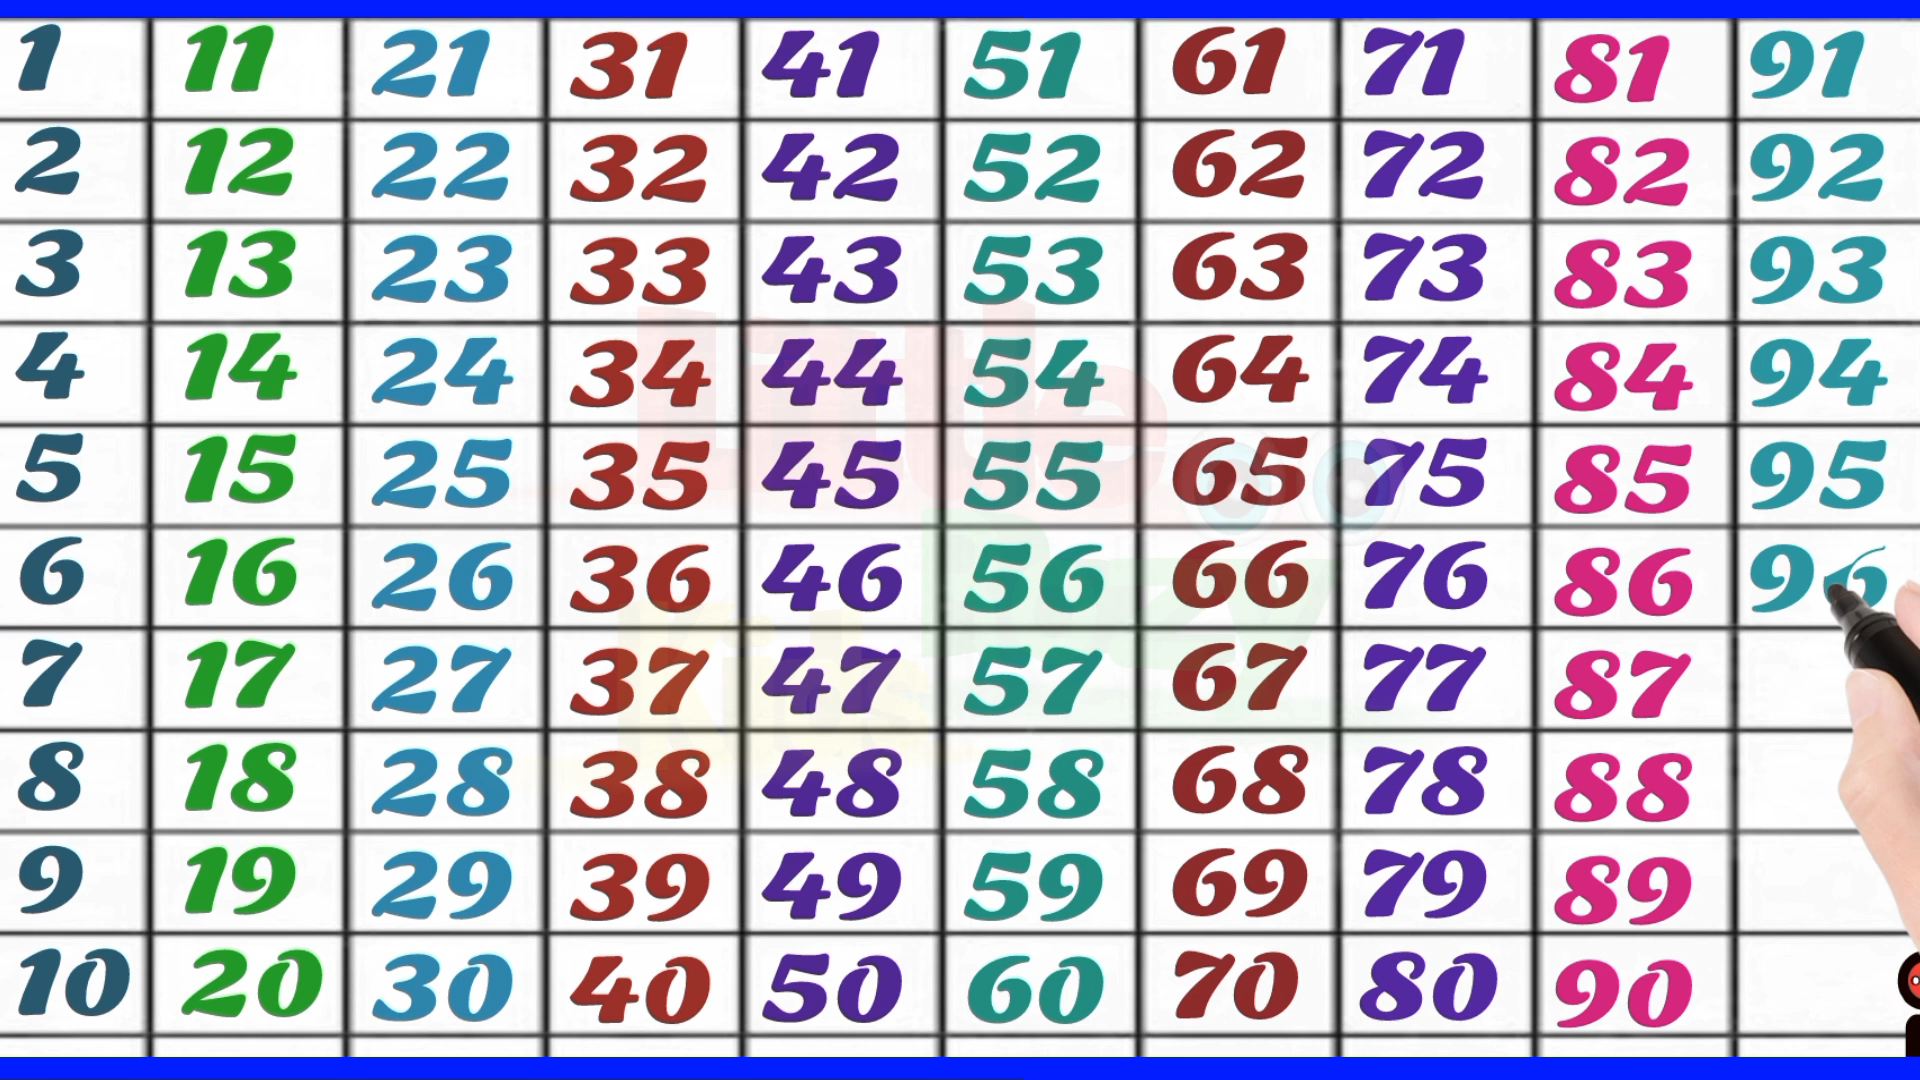 1 11 21 31 41 51 61 71 81 91
2 12 22 32 42 52 62 72 82 92
3 13 23 33 43 53 63 73 83 93
4 14 24 34 44 54 64 74 84 94
5 15 25 35 45 55 65 75 85 95
6 16 26 36 46 56 66 76 86 96
7 17 27 37 47 57 67 77 87
8 18 28 38 48 58 68 78 88
9 19 29 39 49 59 69 79 89
10 20 30 40 50 60 70 80 90
Little
Kids